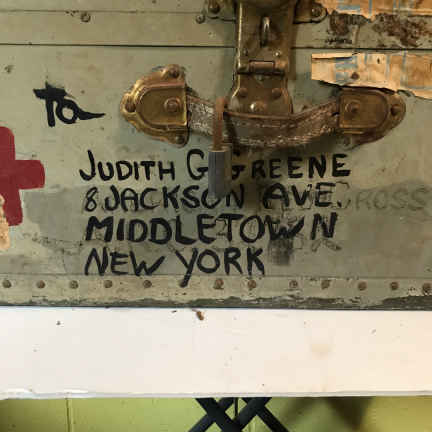 To
JUDITH G. GREENE
8 JACKSON AVE.
MIDDLETOWN
NEW YORK